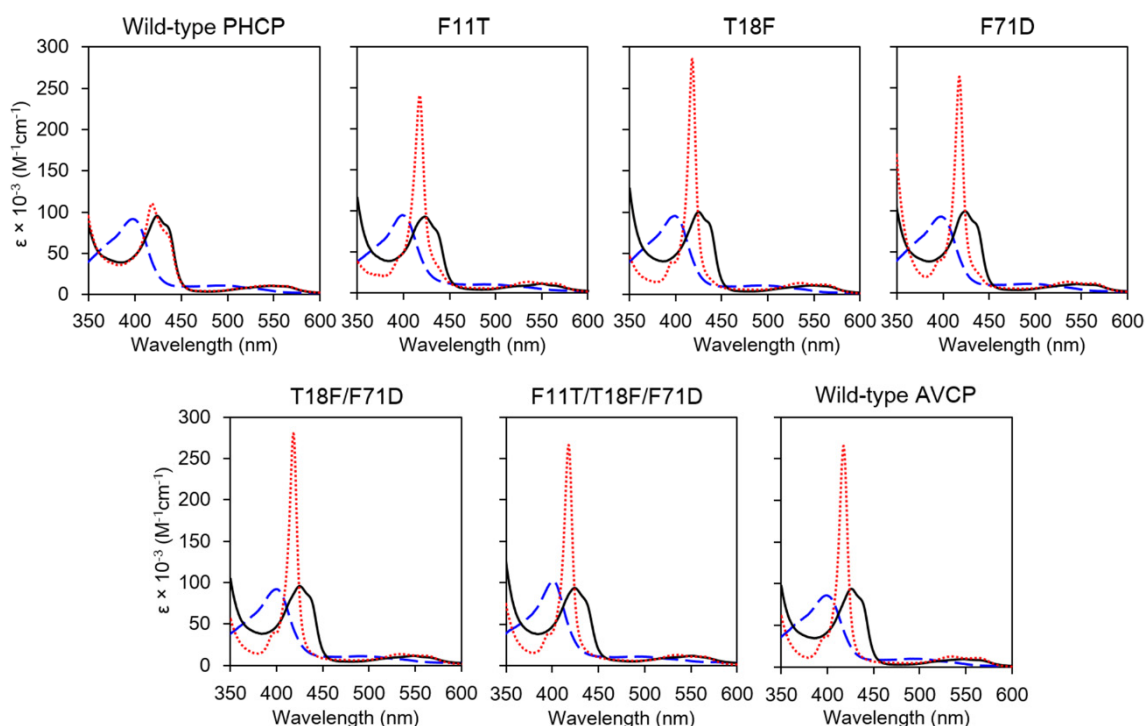 Wild-type PHCP F11T T18F F71D
300
250
200
150
100
50
0
ε × 10⁻³ (M⁻¹cm⁻¹)
350 400 450 500 550 600 350 400 450 500 550 600 350 400 450 500 550 600 350 400 450 500 550 600
Wavelength (nm) Wavelength (nm) Wavelength (nm) Wavelength (nm)
T18F/F71D F11T/T18F/F71D Wild-type AVCP
300
250
200
150
100
50
0
ε × 10⁻³ (M⁻¹cm⁻¹)
350 400 450 500 550 600 350 400 450 500 550 600 350 400 450 500 550 600
Wavelength (nm) Wavelength (nm) Wavelength (nm)